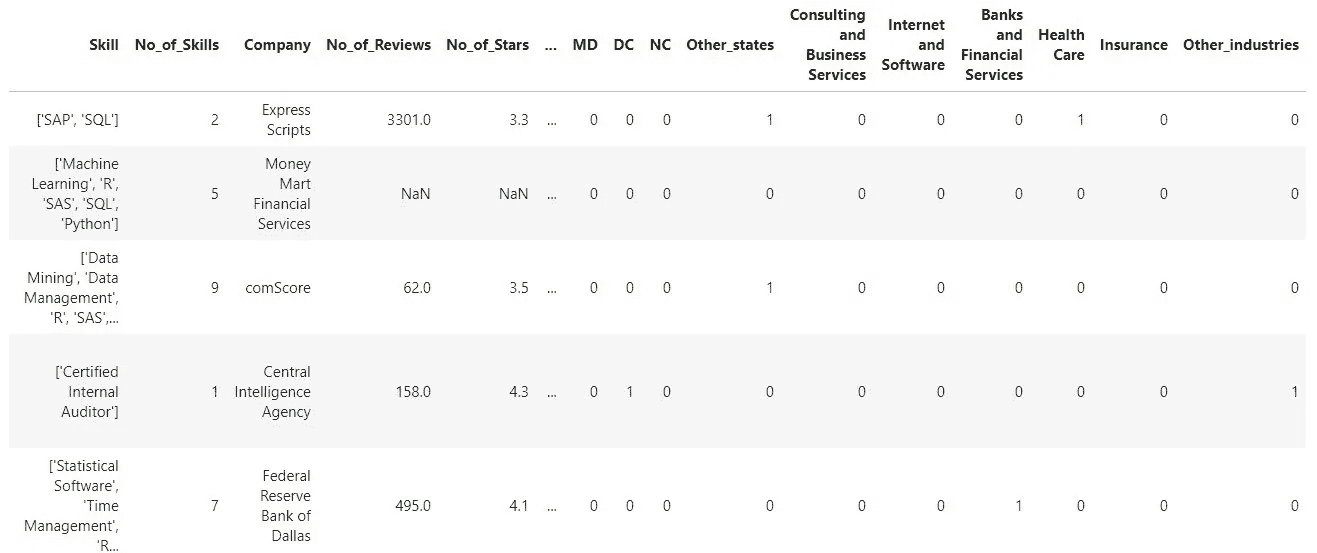 Skill No_of_Skills Company No_of_Reviews No_of_Stars ... MD DC NC Other_states Consulting and Business Services Internet and Software Banks and Financial Services Health Care Insurance Other_industries
['SAP', 'SQL'] 2 Express Scripts 3301.0 3.3 ... 0 0 0 1 0 0 0 1 0 0
['Machine Learning', 'R', 'SAS', 'SQL', 'Python'] 5 Money Mart Financial Services NaN NaN ... 0 0 0 0 0 0 0 0 0 0
['Data Mining', 'Data Management', 'R', 'SAS',... 9 comScore 62.0 3.5 ... 0 0 0 1 0 0 0 0 0 0
['Certified Internal Auditor'] 1 Central Intelligence Agency 158.0 4.3 ... 0 1 0 0 0 0 0 0 0 1
['Statistical Software', 'Time Management', 'R... 7 Federal Reserve Bank of Dallas 495.0 4.1 ... 0 0 0 0 0 0 1 0 0 0